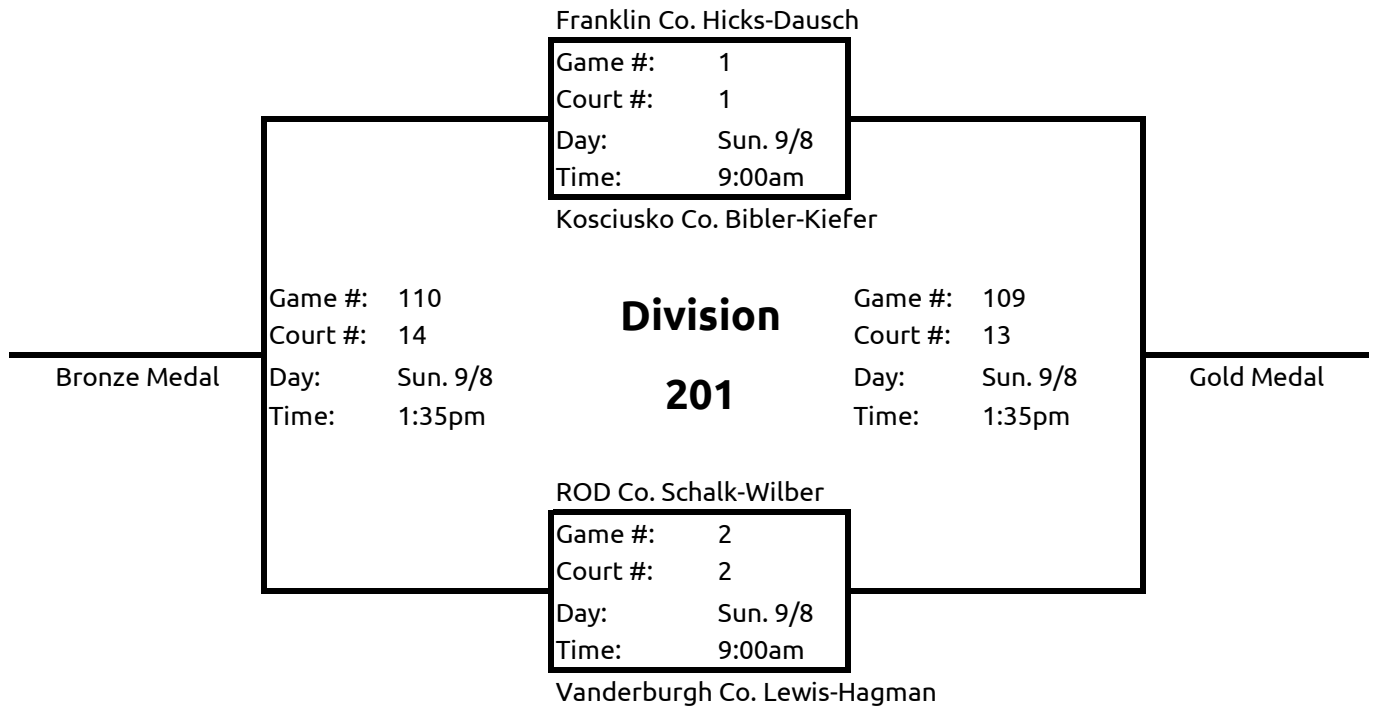 Franklin Co. Hicks-Dausch
Game #: 1
Court #: 1
Day: Sun. 9/8
Time: 9:00am
Kosciusko Co. Bibler-Kiefer
Game #: 110
Court #: 14
Day: Sun. 9/8
Time: 1:35pm
Bronze Medal
Division
201
Game #: 109
Court #: 13
Day: Sun. 9/8
Time: 1:35pm
Gold Medal
ROD Co. Schalk-Wilber
Game #: 2
Court #: 2
Day: Sun. 9/8
Time: 9:00am
Vanderburgh Co. Lewis-Hagman